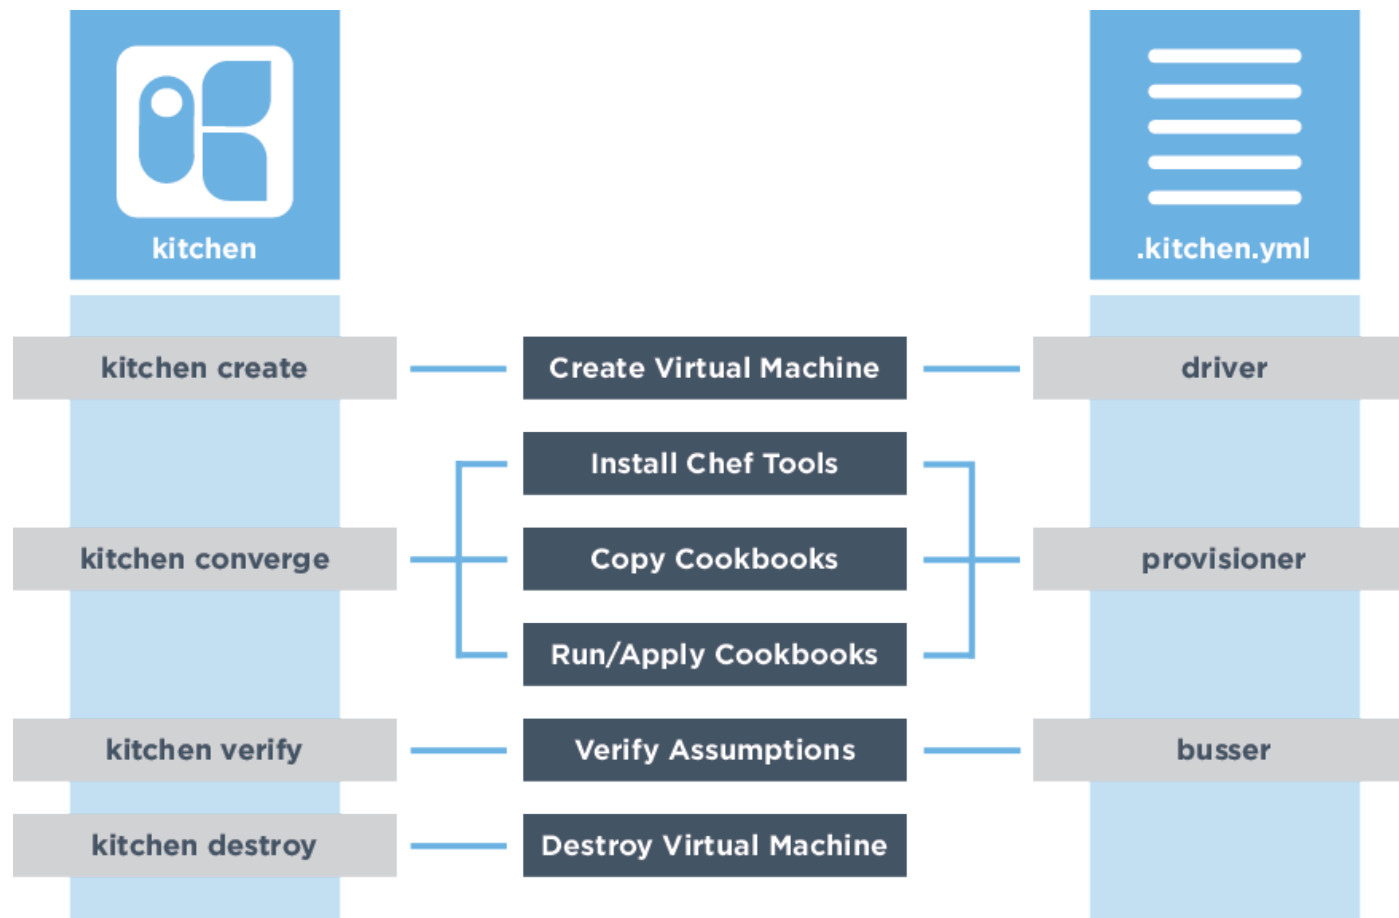 kitchen
.kitchen.yml
kitchen create
Create Virtual Machine
driver
Install Chef Tools
kitchen converge
Copy Cookbooks
provisioner
Run/Apply Cookbooks
kitchen verify
Verify Assumptions
busser
kitchen destroy
Destroy Virtual Machine